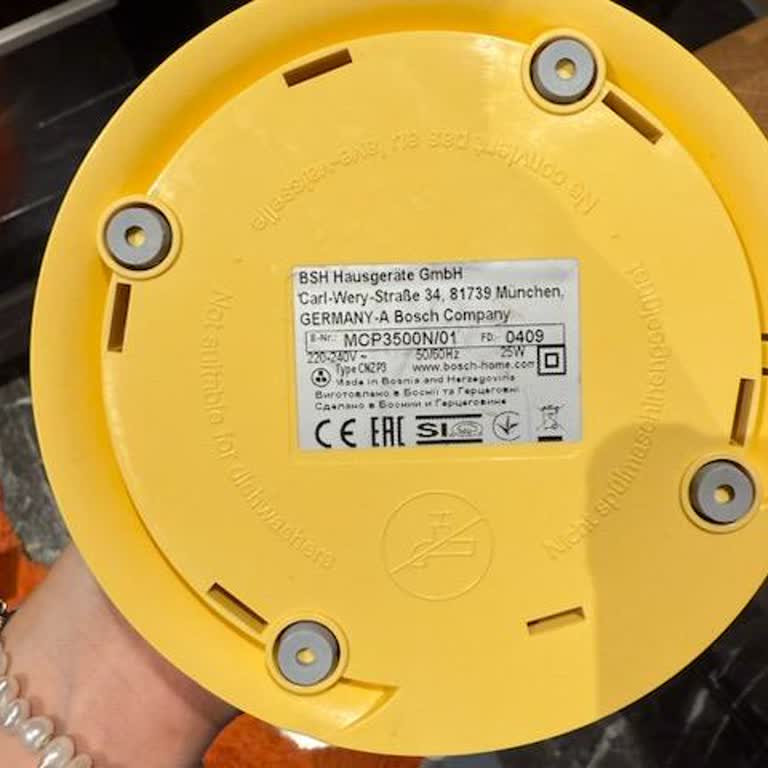 Ne convient pas au lave-vaisselle
BSH Hausgeräte GmbH
Carl-Wery-Straße 34, 81739 München,
GERMANY-A Bosch Company
E-Nr.: MCP3500N/01 FD: 0409
220-240V ~ 50/60Hz 25W
Type CNZP3 www.bosch-home.com
Made in Bosnia and Herzegovina
Виготовлено в Боснії та Герцеговині
Сделано в Боснии и Герцеговине
CE EAC SI
Not suitable for dishwashers
Nicht spülmaschinengeeignet